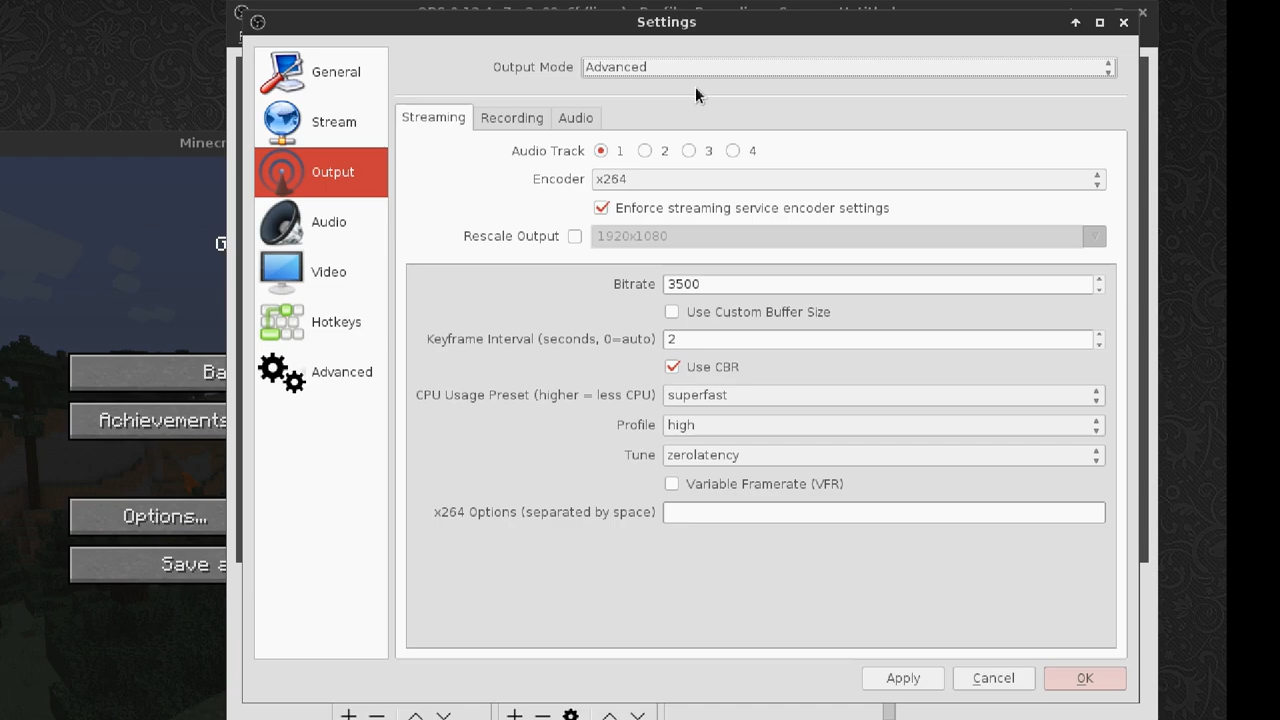 Settings
General
Stream
Output
Audio
Video
Hotkeys
Advanced
Output Mode Advanced
Streaming Recording Audio
Audio Track 1 2 3 4
Encoder x264
Enforce streaming service encoder settings
Rescale Output 1920x1080
Bitrate 3500
Use Custom Buffer Size
Keyframe Interval (seconds, 0=auto) 2
Use CBR
CPU Usage Preset (higher = less CPU) superfast
Profile high
Tune zerolatency
Variable Framerate (VFR)
x264 Options (separated by space)
Apply Cancel OK
Minecr
G
Ba
Achievements
Options...
Save a